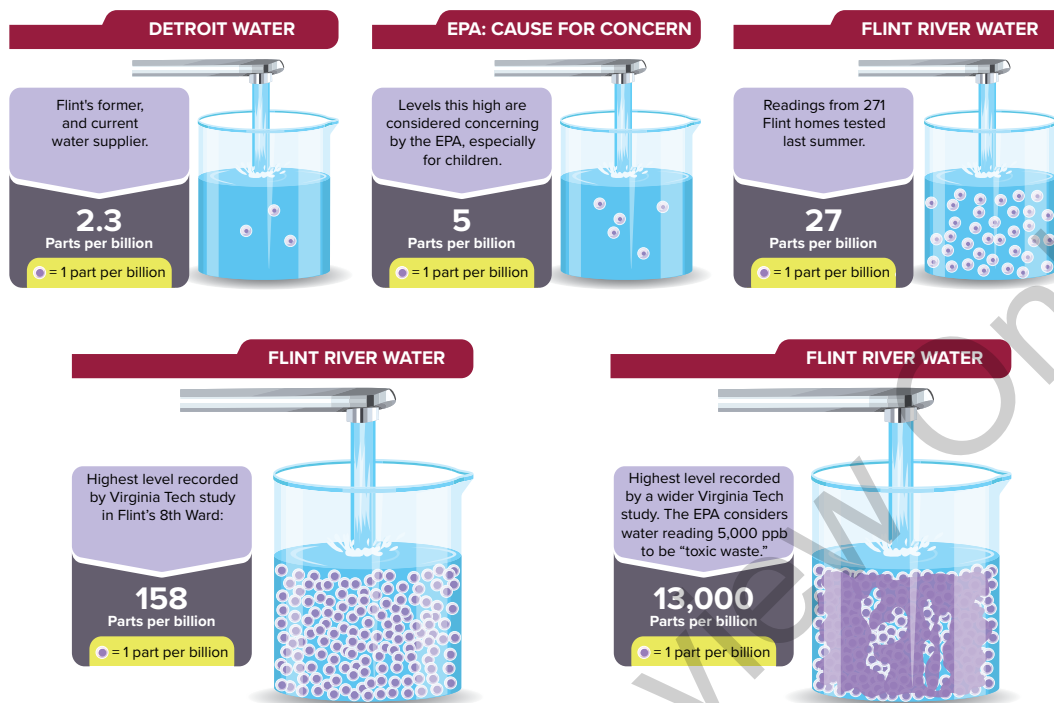 DETROIT WATER
Flint's former,
and current
water supplier.
2.3
Parts per billion
= 1 part per billion
EPA: CAUSE FOR CONCERN
Levels this high are
considered concerning
by the EPA, especially
for children.
5
Parts per billion
= 1 part per billion
FLINT RIVER WATER
Readings from 271
Flint homes tested
last summer.
27
Parts per billion
= 1 part per billion
FLINT RIVER WATER
Highest level recorded
by Virginia Tech study
in Flint's 8th Ward:
158
Parts per billion
= 1 part per billion
FLINT RIVER WATER
Highest level recorded
by a wider Virginia Tech
study. The EPA considers
water reading 5,000 ppb
to be “toxic waste.”
13,000
Parts per billion
= 1 part per billion